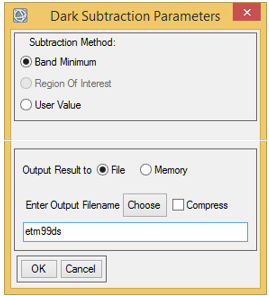 Dark Subtraction Parameters
Subtraction Method:
Band Minimum
Region Of Interest
User Value
Output Result to File Memory
Enter Output Filename Choose Compress
etm99ds
OK Cancel